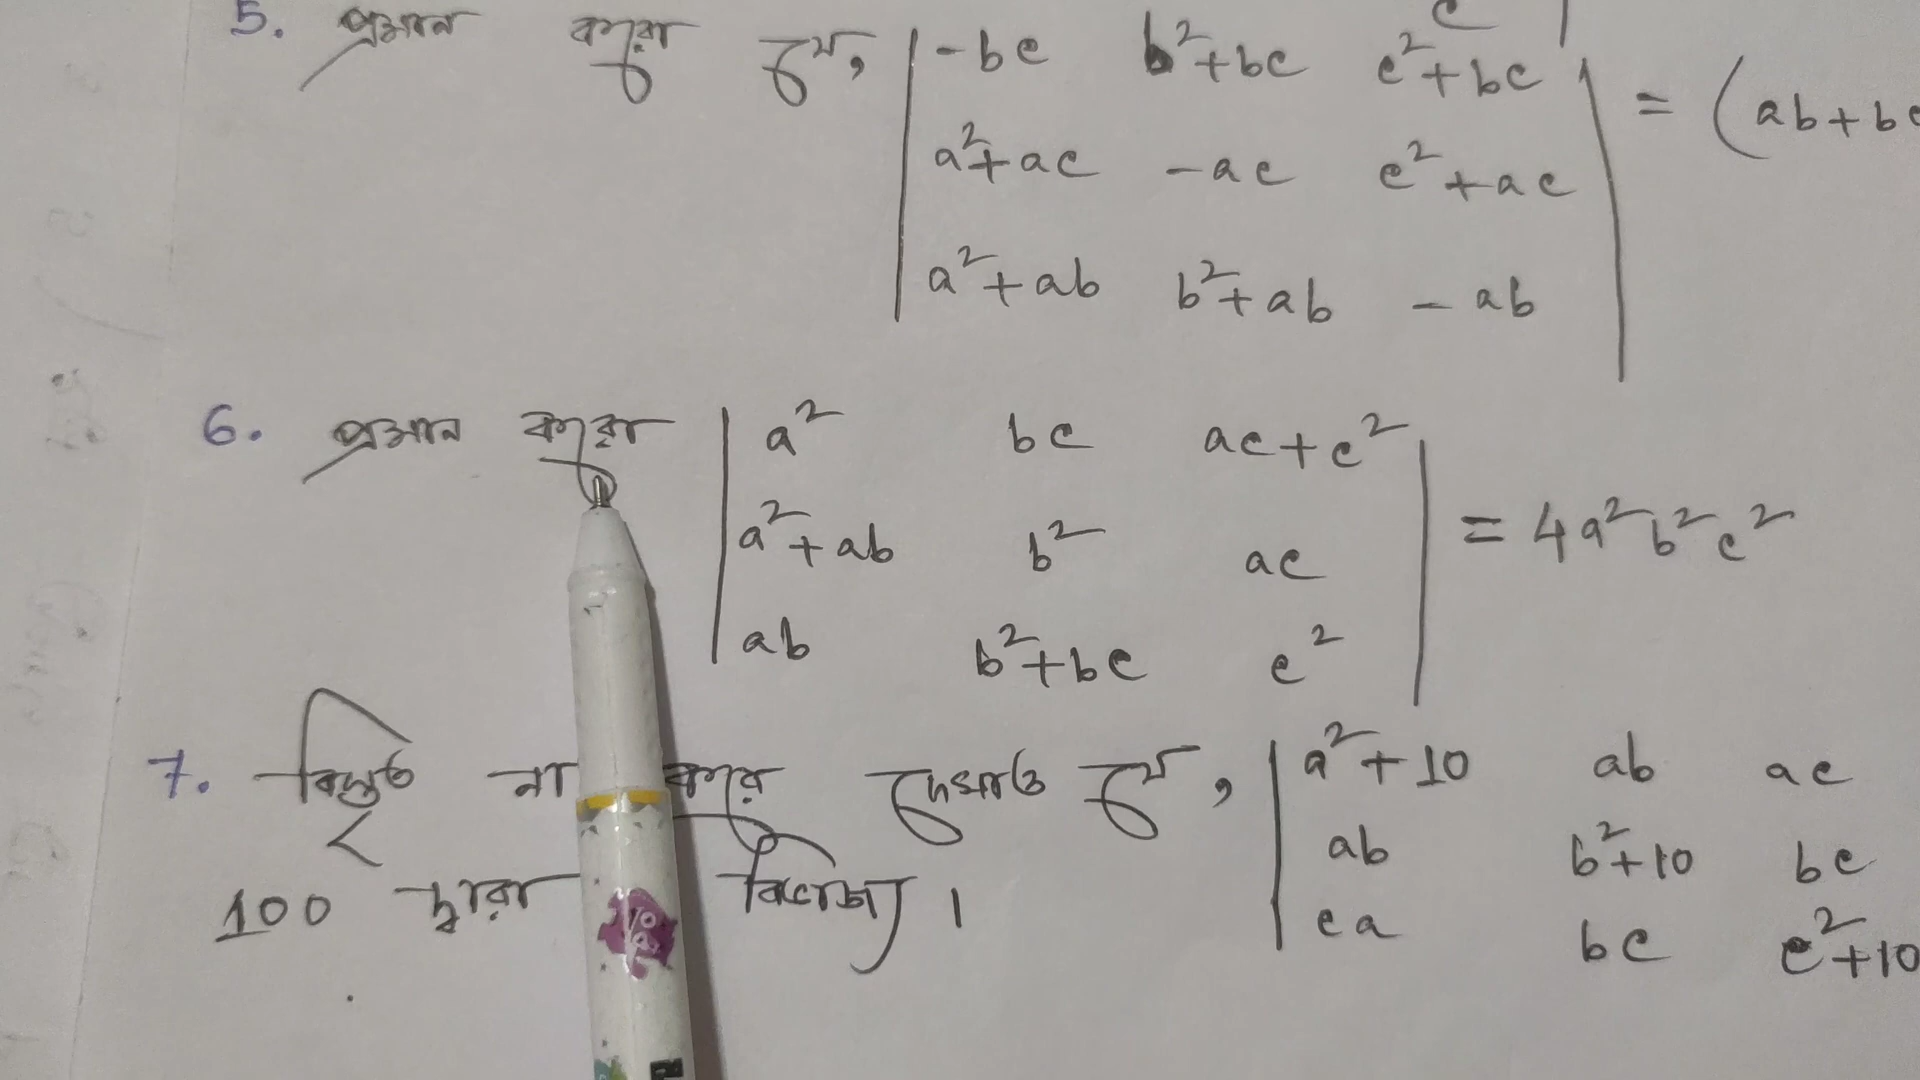 5. প্রমান করো যে, | -bc b²+bc c²+bc | = (ab+bc
a²+ac -ac c²+ac
a²+ab b²+ab -ab
6. প্রমান করো | a² bc ac+c² |
a²+ab b² ac = 4a²b²c²
ab b²+bc c²
7. বিস্তৃত না করে দেখাও যে, | a²+10 ab ac
ab b²+10 bc
100 দ্বারা বিভাজ্য । ca bc c²+10